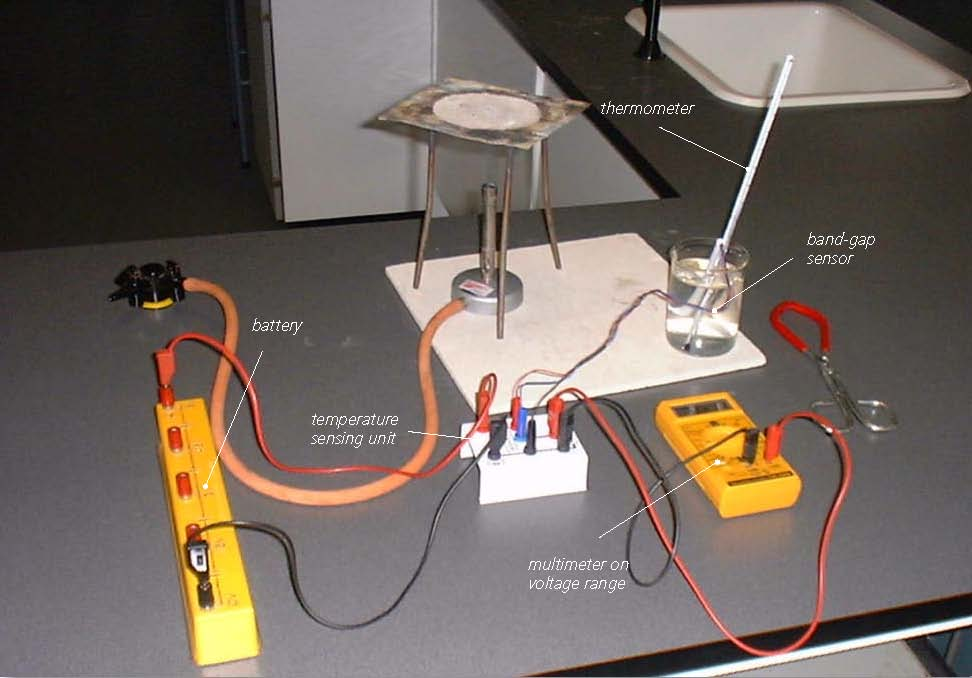 thermometer
band-gap
sensor
battery
temperature
sensing unit
multimeter on
voltage range